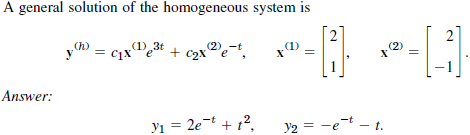 A general solution of the homogeneous system is
y⁽ʰ⁾ = c₁x⁽¹⁾e³ᵗ + c₂x⁽²⁾e⁻ᵗ, x⁽¹⁾ = [2 1], x⁽²⁾ = [2 −1].
Answer:
y₁ = 2e⁻ᵗ + t², y₂ = −e⁻ᵗ − t.